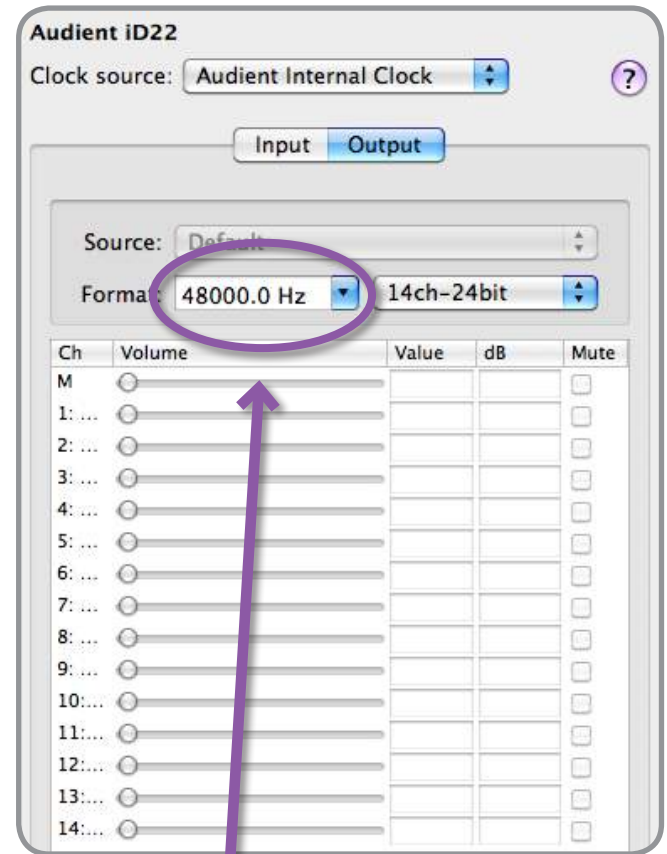 Audient iD22
Clock source: Audient Internal Clock ?
Input Output
Source: Default
Format: 48000.0 Hz 14ch-24bit
Ch Volume Value dB Mute
M
1: ...
2: ...
3: ...
4: ...
5: ...
6: ...
7: ...
8: ...
9: ...
10:...
11:...
12:...
13:...
14:...